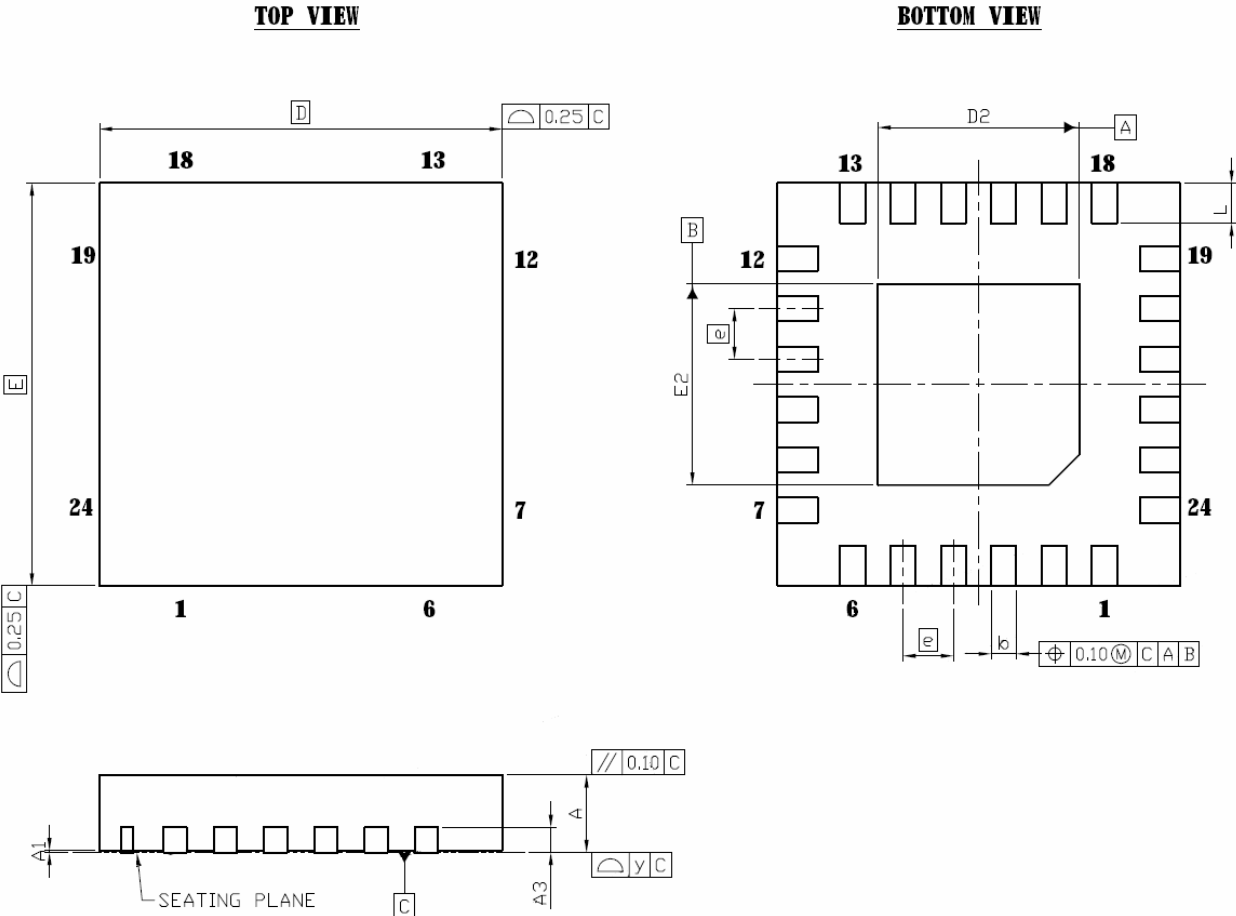 TOP VIEW
BOTTOM VIEW
D
0.25 C
D2
A
18 13
13 18
L
19
12
B
12
19
e
E
E2
24
7
7
24
0.25 C
1 6
6 1
e
b
0.10 Ⓜ C A B
// 0.10 C
A
A1
y C
A3
SEATING PLANE
C